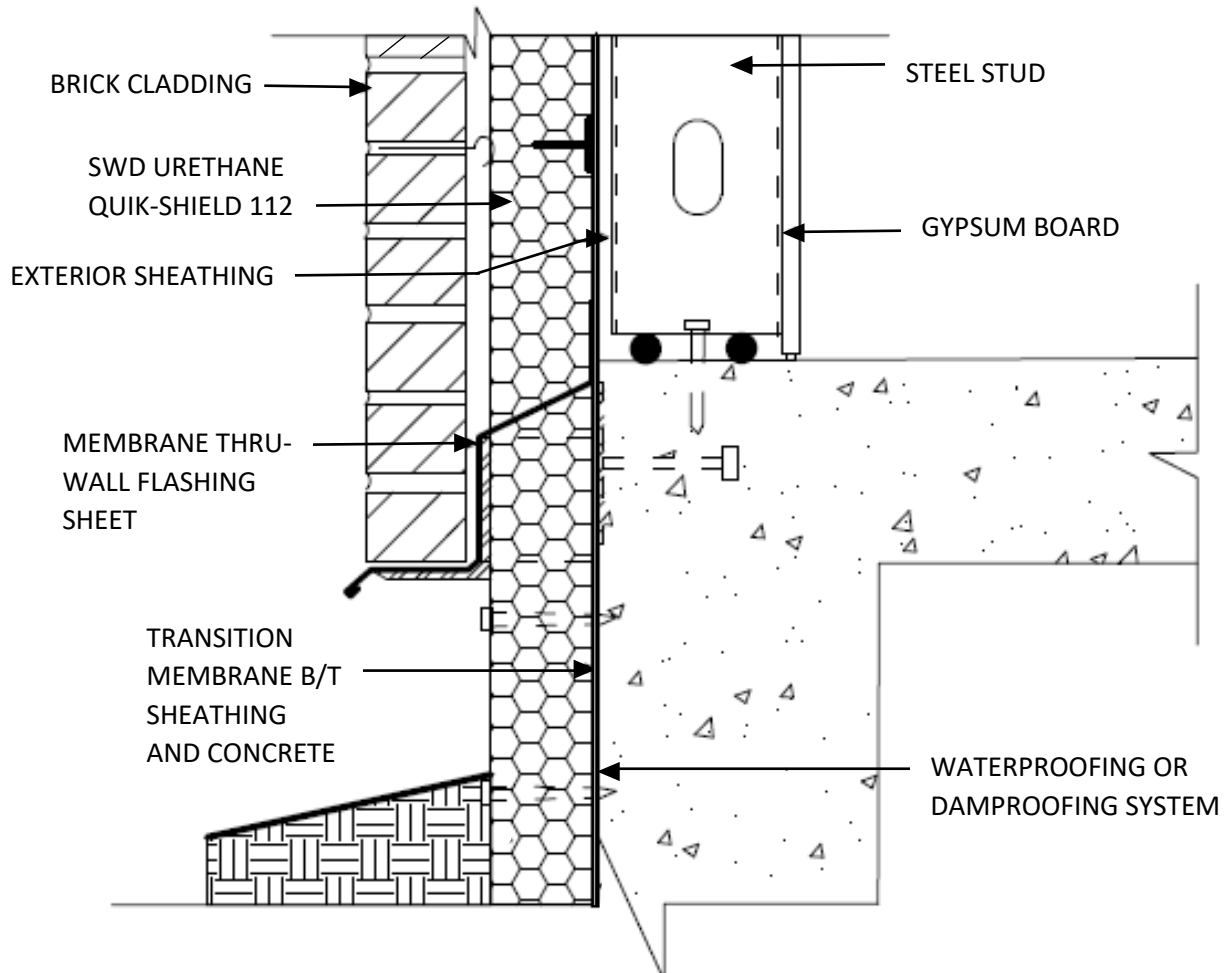 BRICK CLADDING
STEEL STUD
SWD URETHANE
QUIK-SHIELD 112
GYPSUM BOARD
EXTERIOR SHEATHING
MEMBRANE THRU-
WALL FLASHING
SHEET
TRANSITION
MEMBRANE B/T
SHEATHING
AND CONCRETE
WATERPROOFING OR
DAMPROOFING SYSTEM